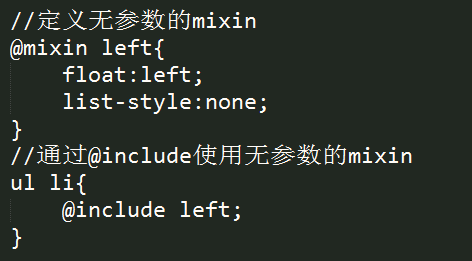 //定义无参数的mixin
@mixin left{
    float:left;
    list-style:none;
}
//通过@include使用无参数的mixin
ul li{
    @include left;
}